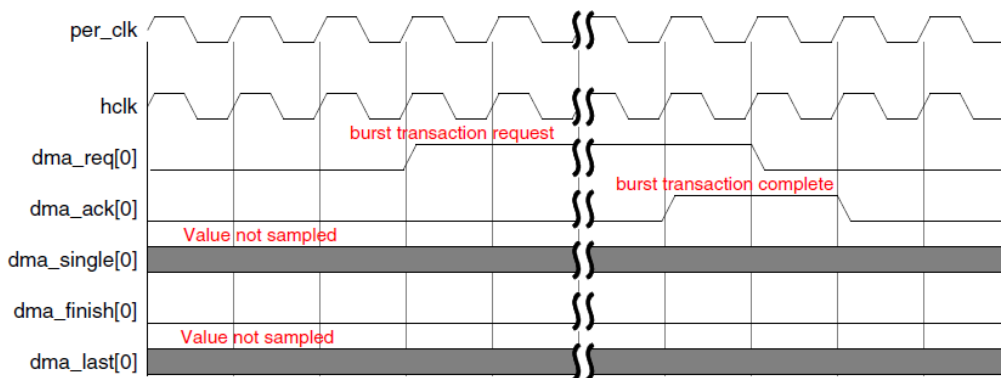 per_clk
hclk
burst transaction request
dma_req[0]
burst transaction complete
dma_ack[0]
Value not sampled
dma_single[0]
dma_finish[0]
Value not sampled
dma_last[0]